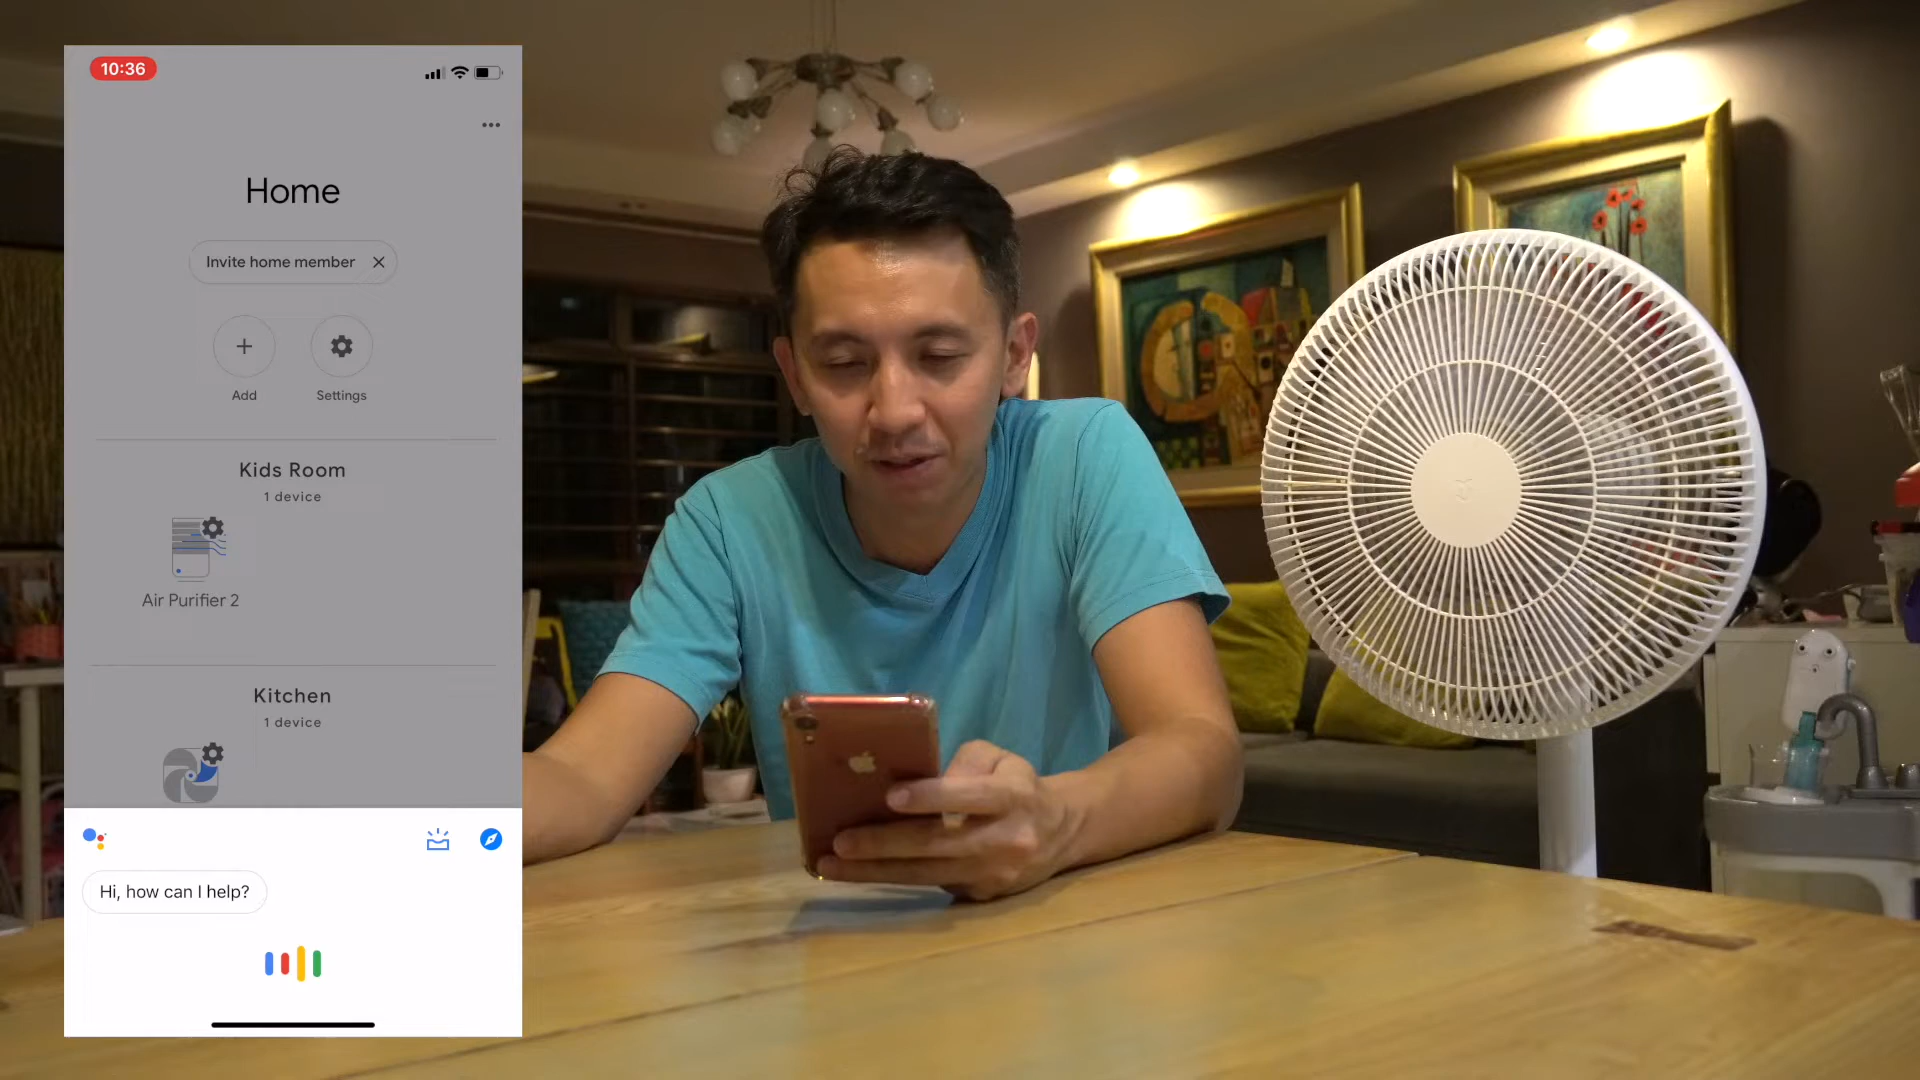 10:36
Home
Invite home member
Add
Settings
Kids Room
1 device
Air Purifier 2
Kitchen
1 device
Hi, how can I help?